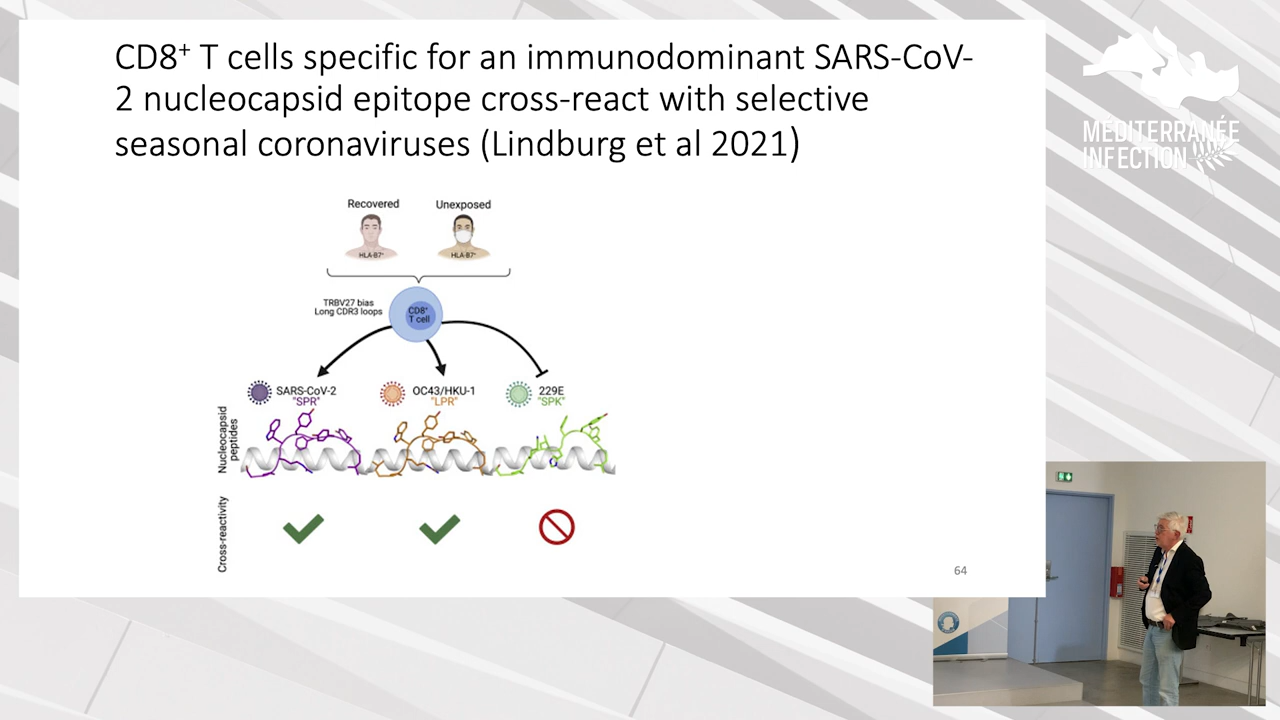 CD8⁺ T cells specific for an immunodominant SARS-CoV-
2 nucleocapsid epitope cross-react with selective
seasonal coronaviruses (Lindburg et al 2021)
MÉDITERRANÉE
INFECTION
Recovered
Unexposed
HLA-B7⁺
HLA-B7⁺
TRBV27 bias
Long CDR3 loops
CD8⁺
T cell
SARS-CoV-2
"SPR"
OC43/HKU-1
"LPR"
229E
"SPK"
Nucleocapsid
peptides
Cross-reactivity
64